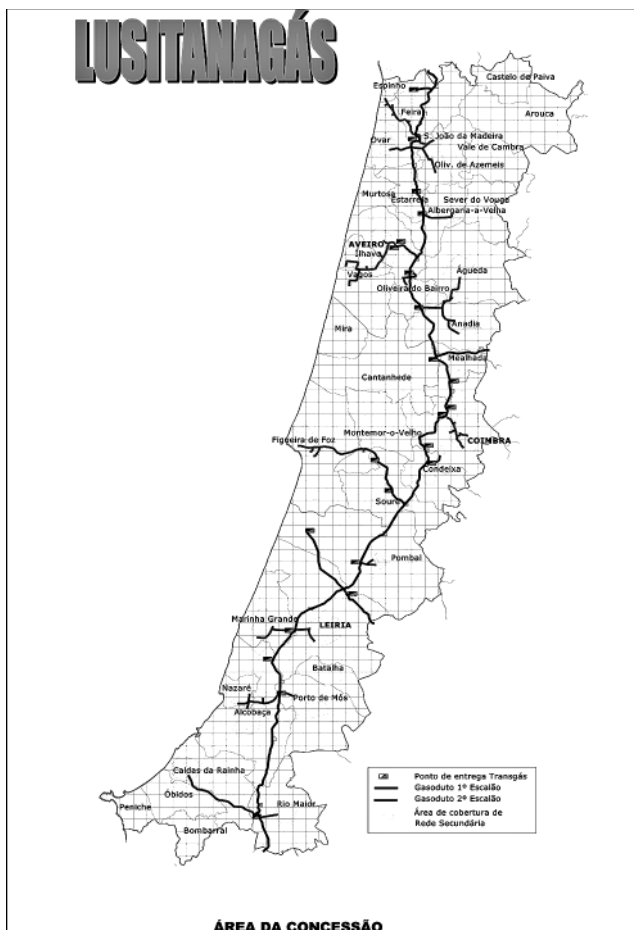 LUSITANAGÁS
Espinho
Castelo de Paiva
Feira
Arouca
S. João da Madeira
Ovar
Vale de Cambra
Oliv. de Azemeis
Murtosa
Estarreja
Sever do Vouga
Albergaria-a-Velha
AVEIRO
Ílhavo
Vagos
Águeda
Oliveira do Bairro
Mira
Anadia
Mealhada
Cantanhede
Montemor-o-Velho
Figueira de Foz
COIMBRA
Condeixa
Soure
Pombal
Marinha Grande
LEIRIA
Batalha
Nazaré
Porto de Mós
Alcobaça
Caldas da Rainha
Óbidos
Peniche
Rio Maior
Bombarral
Ponto de entrega Transgás
Gasoduto 1º Escalão
Gasoduto 2º Escalão
Área de cobertura de
Rede Secundária
ÁREA DA CONCESSÃO